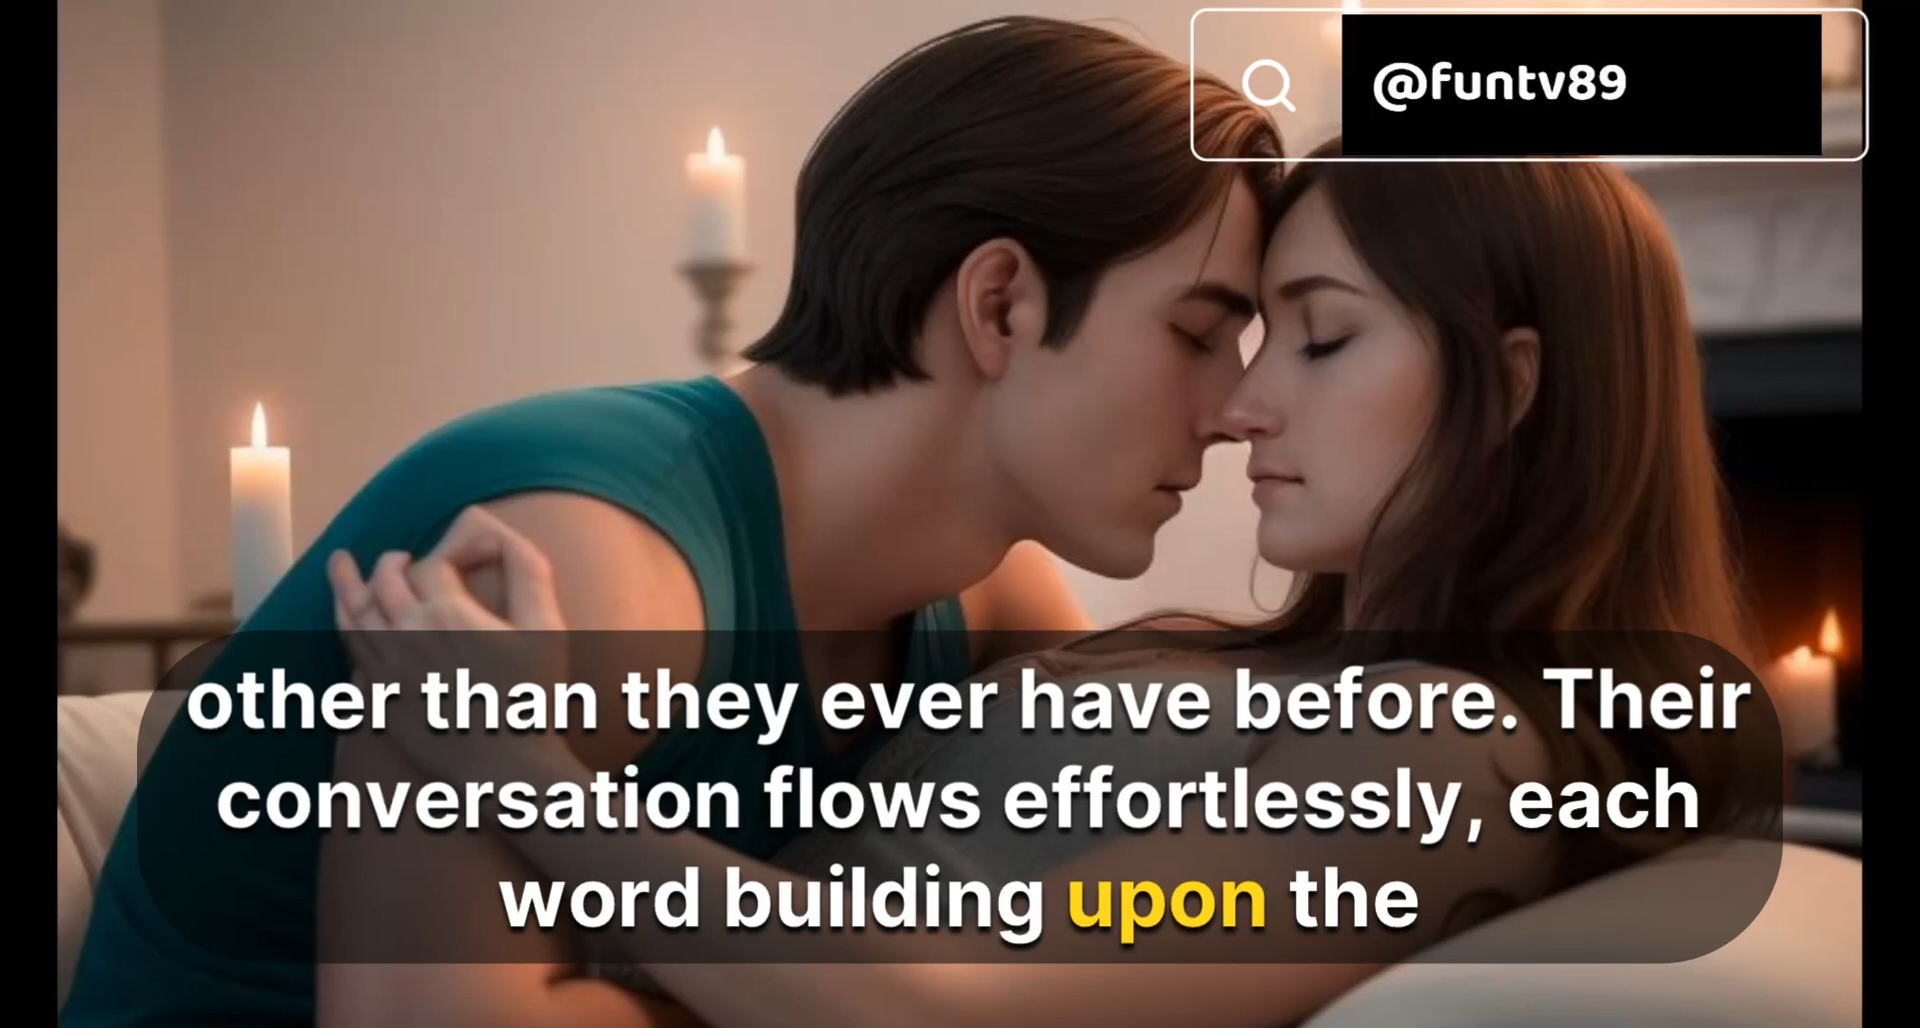 @funtv89
other than they ever have before. Their
conversation flows effortlessly, each
word building upon the